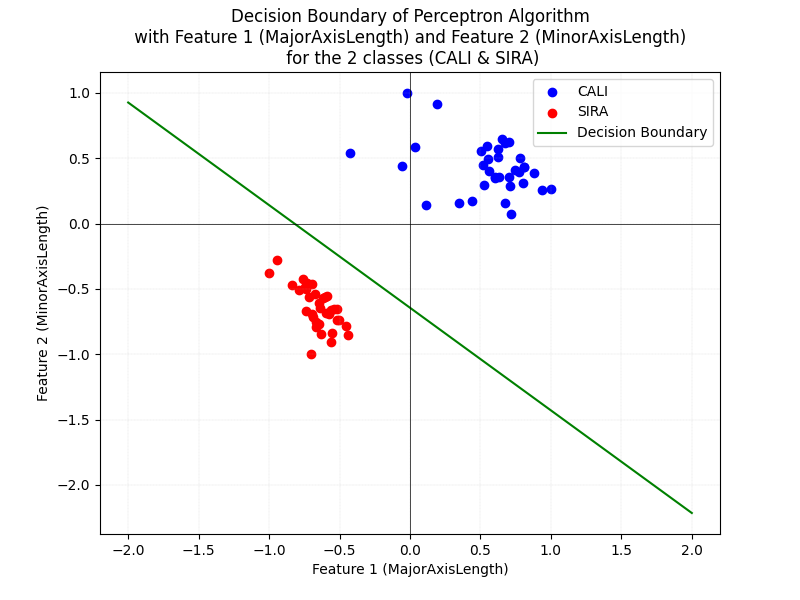 Decision Boundary of Perceptron Algorithm
with Feature 1 (MajorAxisLength) and Feature 2 (MinorAxisLength)
for the 2 classes (CALI & SIRA)
CALI
SIRA
Decision Boundary
1.0
0.5
0.0
−0.5
−1.0
−1.5
−2.0
Feature 2 (MinorAxisLength)
−2.0 −1.5 −1.0 −0.5 0.0 0.5 1.0 1.5 2.0
Feature 1 (MajorAxisLength)